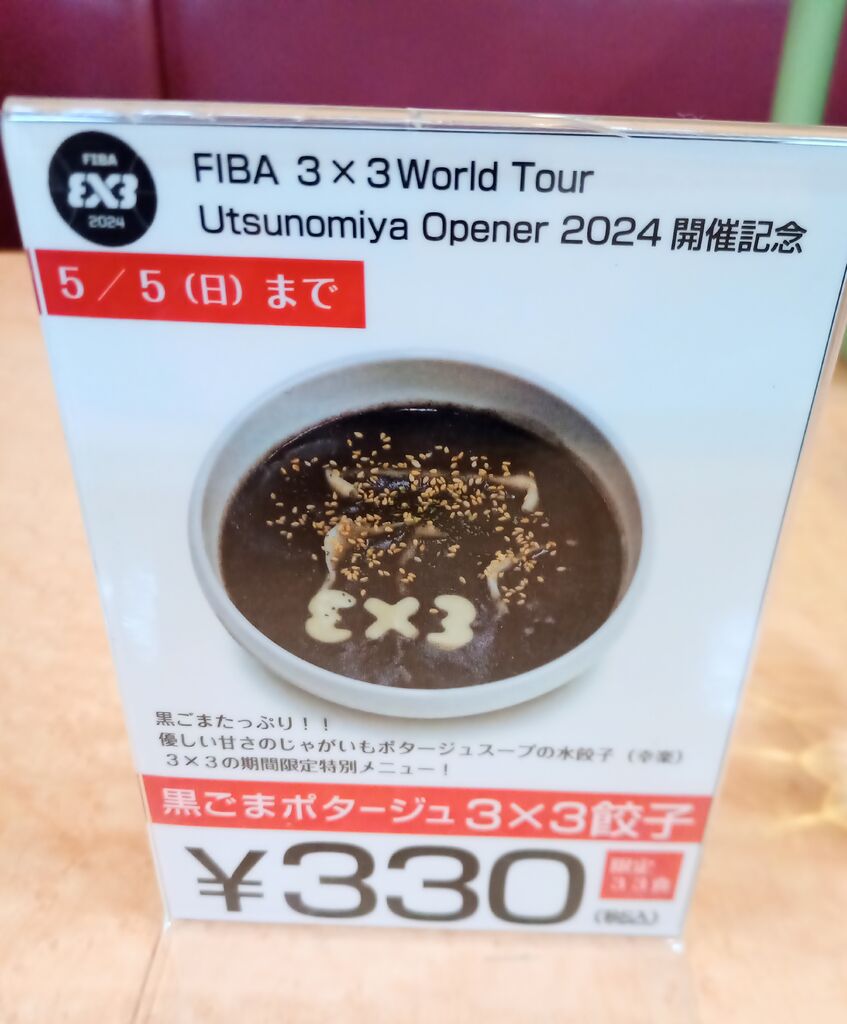 FIBA
3X3
2024
FIBA 3×3World Tour
Utsunomiya Opener 2024 開催記念
5／5（日）まで
3×3
黒ごまたっぷり！！
優しい甘さのじゃがいもポタージュスープの水餃子（幸楽）
3×3の期間限定特別メニュー！
黒ごまポタージュ3×3餃子
¥330
限定
33食
（税込）